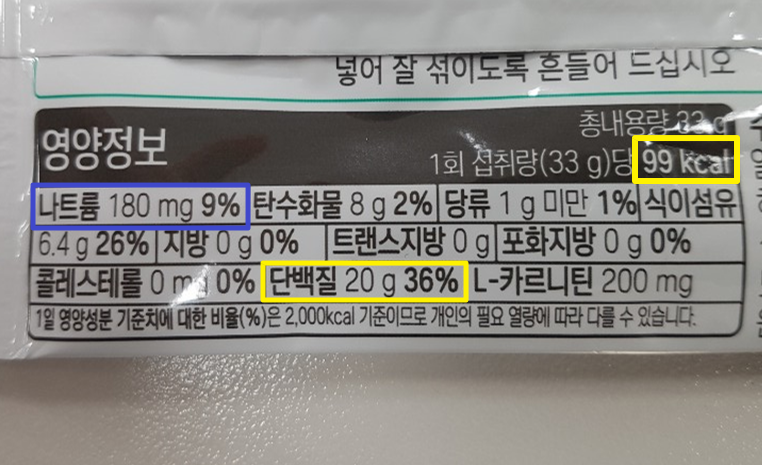 넣어 잘 섞이도록 흔들어 드십시오
영양정보
총내용량 33 g
1회 섭취량(33 g)당 99 kcal
나트륨 180 mg 9% 탄수화물 8 g 2% 당류 1 g 미만 1% 식이섬유
6.4 g 26% 지방 0 g 0% 트랜스지방 0 g 포화지방 0 g 0%
콜레스테롤 0 mg 0% 단백질 20 g 36% L-카르니틴 200 mg
1일 영양성분 기준치에 대한 비율(%)은 2,000kcal 기준이므로 개인의 필요 열량에 따라 다를 수 있습니다.